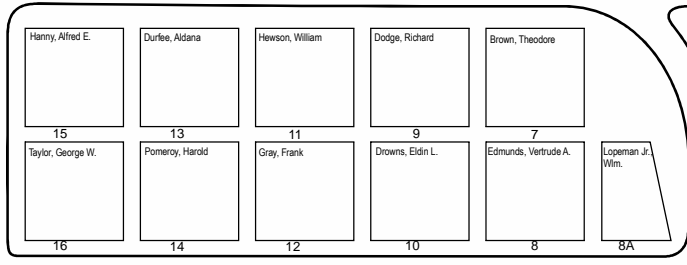 Hanny, Alfred E.
Durfee, Aldana
Hewson, William
Dodge, Richard
Brown, Theodore
15
13
11
9
7
Taylor, George W.
Pomeroy, Harold
Gray, Frank
Drowns, Eldin L.
Edmunds, Vertrude A.
Lopeman Jr.,
Wlm.
16
14
12
10
8
8A